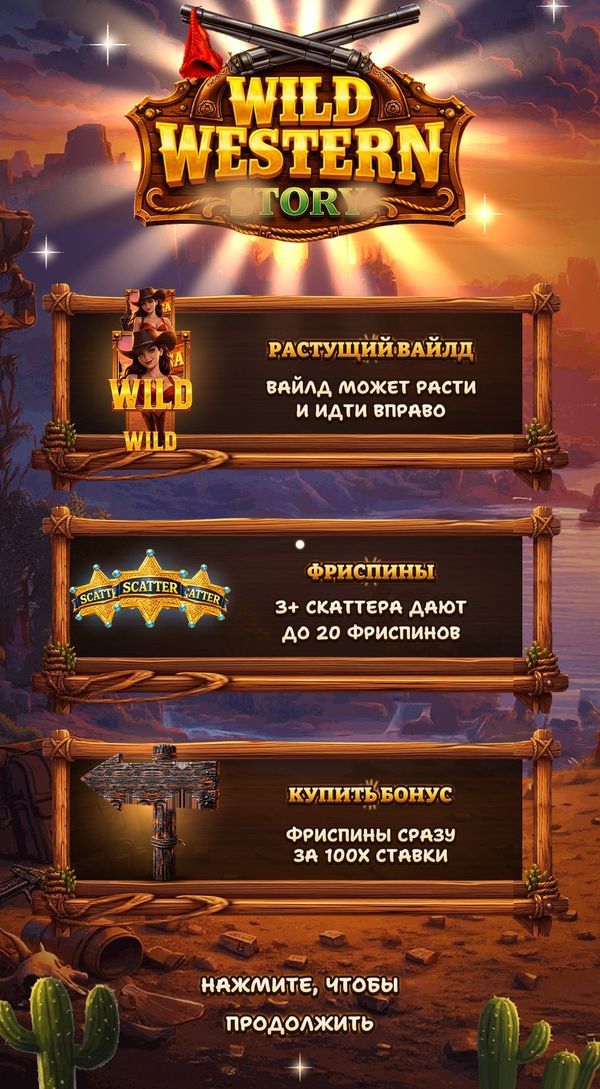 WILD
WESTERN
STORY
РАСТУЩИЙ ВАЙЛД
ВАЙЛД МОЖЕТ РАСТИ
И ИДТИ ВПРАВО
WILD
WILD
ФРИСПИНЫ
SCATTER
3+ СКАТТЕРА ДАЮТ
ДО 20 ФРИСПИНОВ
КУПИТЬ БОНУС
ФРИСПИНЫ СРАЗУ
ЗА 100X СТАВКИ
НАЖМИТЕ, ЧТОБЫ
ПРОДОЛЖИТЬ